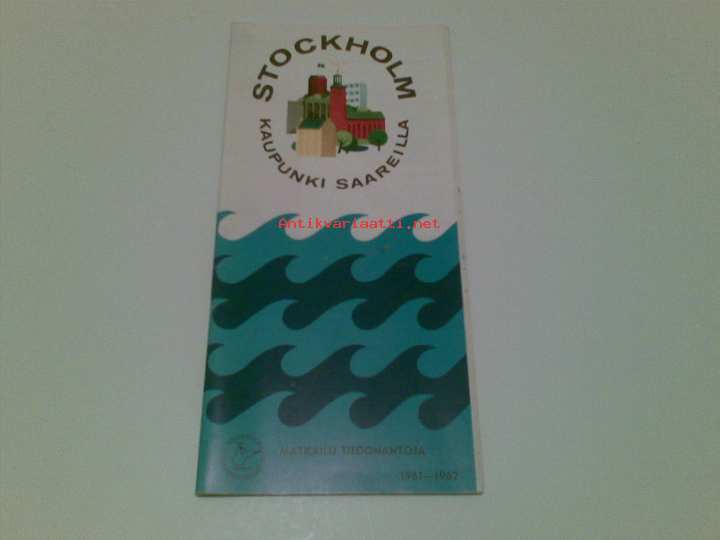 STOCKHOLM
KAUPUNKI SAAREILLA
Antikvariaatti.net
MATKAILU TIEDONANTOJA
1961—1962